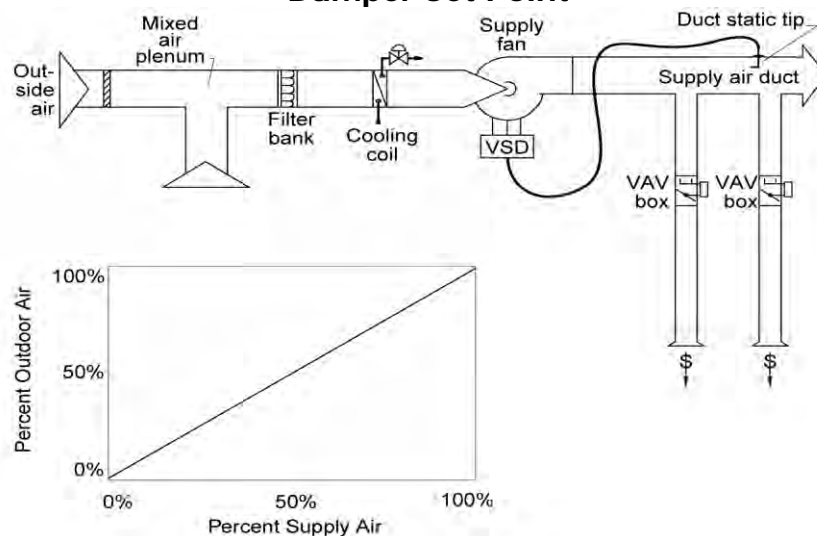 Damper Set Point
Mixed
air
plenum
Out-
side
air
Filter
bank
Cooling
coil
Supply
fan
VSD
Duct static tip
Supply air duct
VAV
box
VAV
box
$
$
100%
50%
0%
Percent Outdoor Air
0%
50%
100%
Percent Supply Air